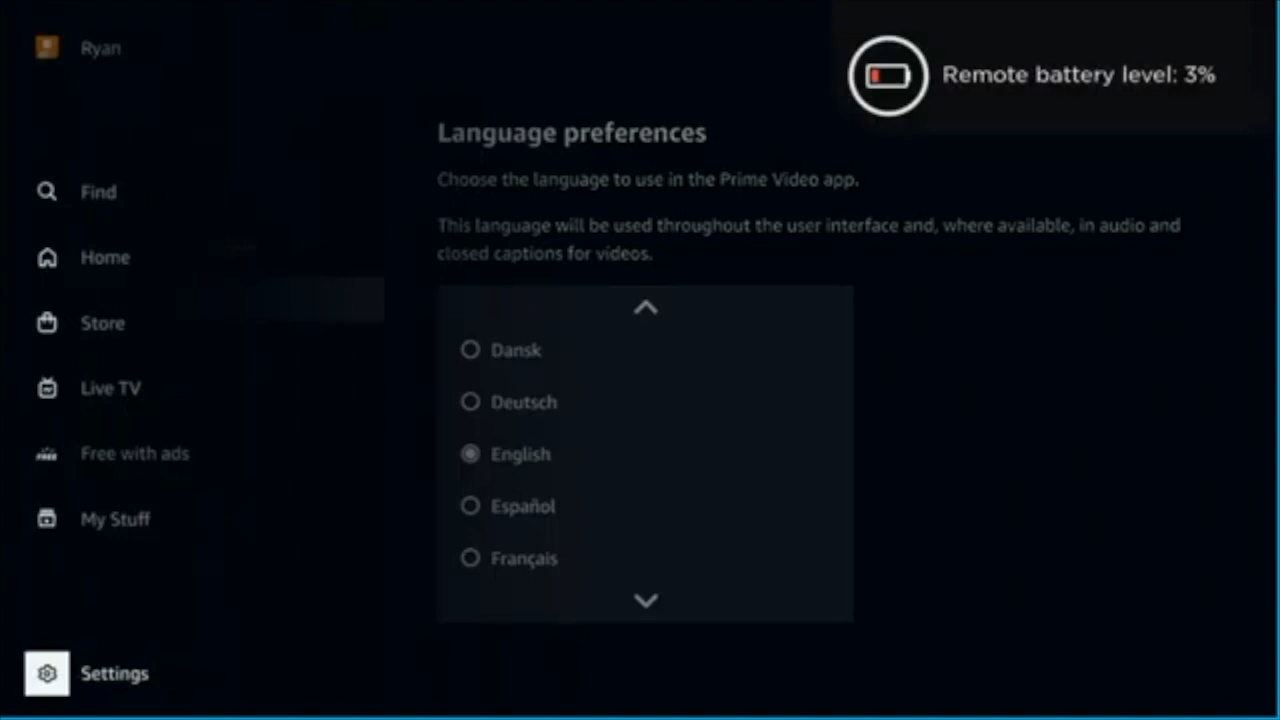 Ryan
Remote battery level: 3%
Language preferences
Choose the language to use in the Prime Video app.
This language will be used throughout the user interface and, where available, in audio and
closed captions for videos.
Find
Home
Store
Live TV
FREE Free with ads
My Stuff
Settings
Dansk
Deutsch
English
Español
Français